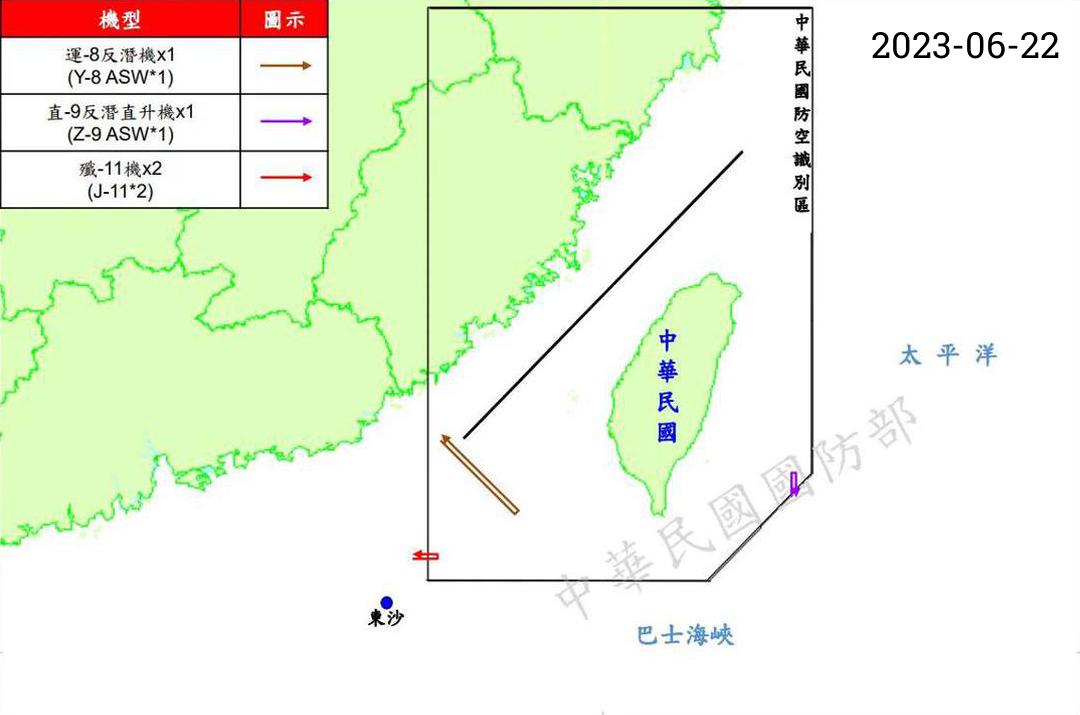 機型 圖示
運-8反潛機x1
(Y-8 ASW*1)
直-9反潛直升機x1
(Z-9 ASW*1)
殲-11機x2
(J-11*2)
中華民國防空識別區
2023-06-22
中華民國
太平洋
中華民國國防部
東沙
巴士海峽